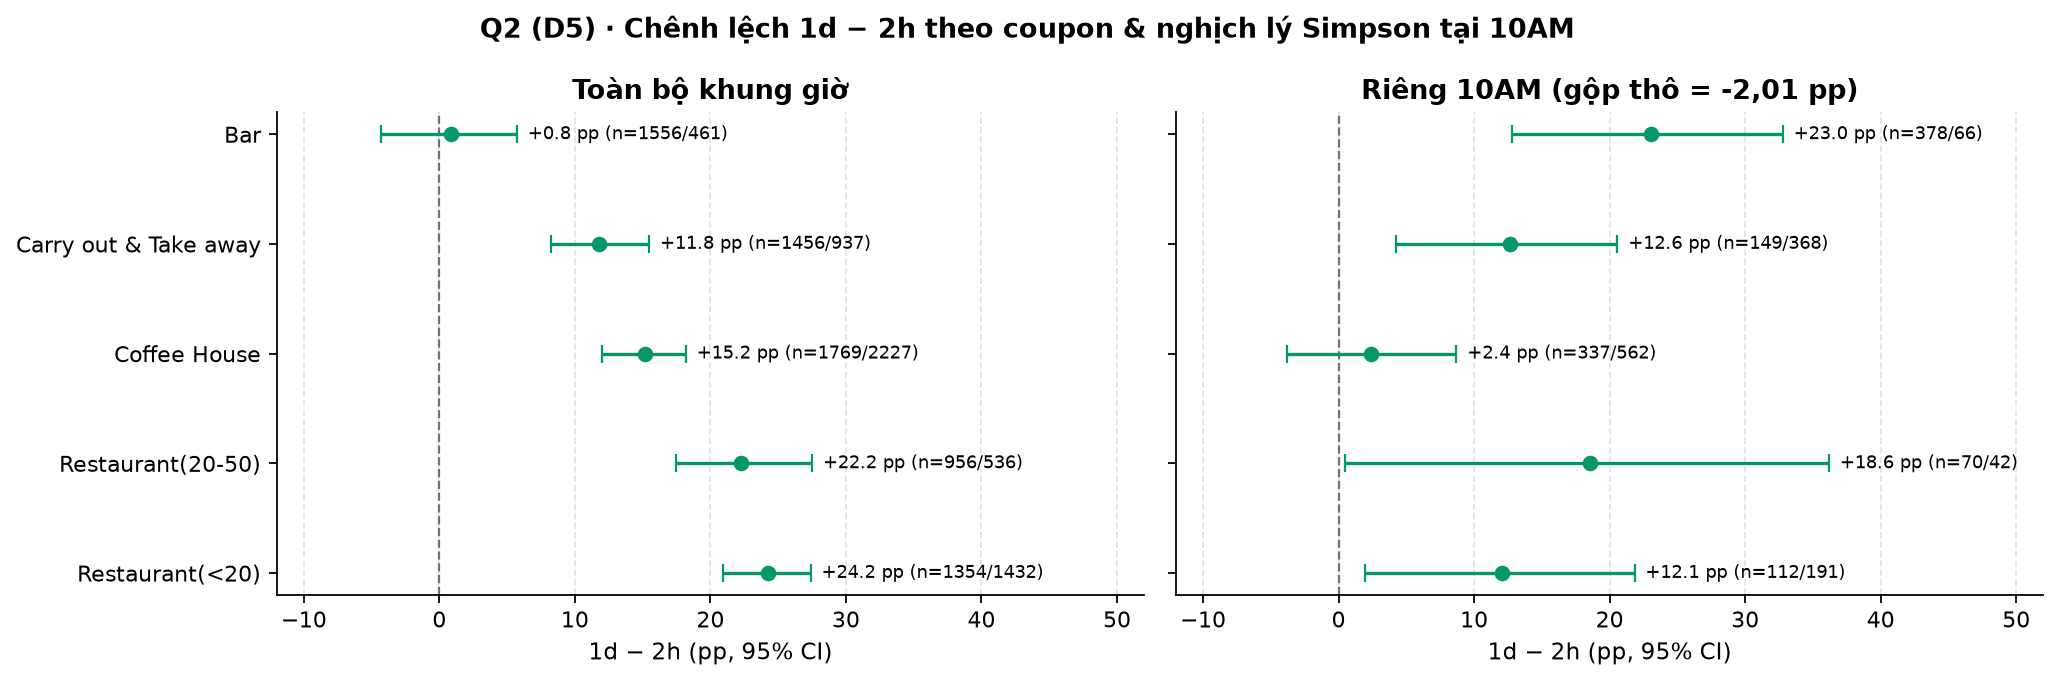 Q2 (D5) · Chênh lệch 1d − 2h theo coupon & nghịch lý Simpson tại 10AM
Toàn bộ khung giờ
Bar
+0.8 pp (n=1556/461)
Carry out & Take away
+11.8 pp (n=1456/937)
Coffee House
+15.2 pp (n=1769/2227)
Restaurant(20-50)
+22.2 pp (n=956/536)
Restaurant(<20)
+24.2 pp (n=1354/1432)
−10 0 10 20 30 40 50
1d − 2h (pp, 95% CI)
Riêng 10AM (gộp thô = -2,01 pp)
+23.0 pp (n=378/66)
+12.6 pp (n=149/368)
+2.4 pp (n=337/562)
+18.6 pp (n=70/42)
+12.1 pp (n=112/191)
−10 0 10 20 30 40 50
1d − 2h (pp, 95% CI)